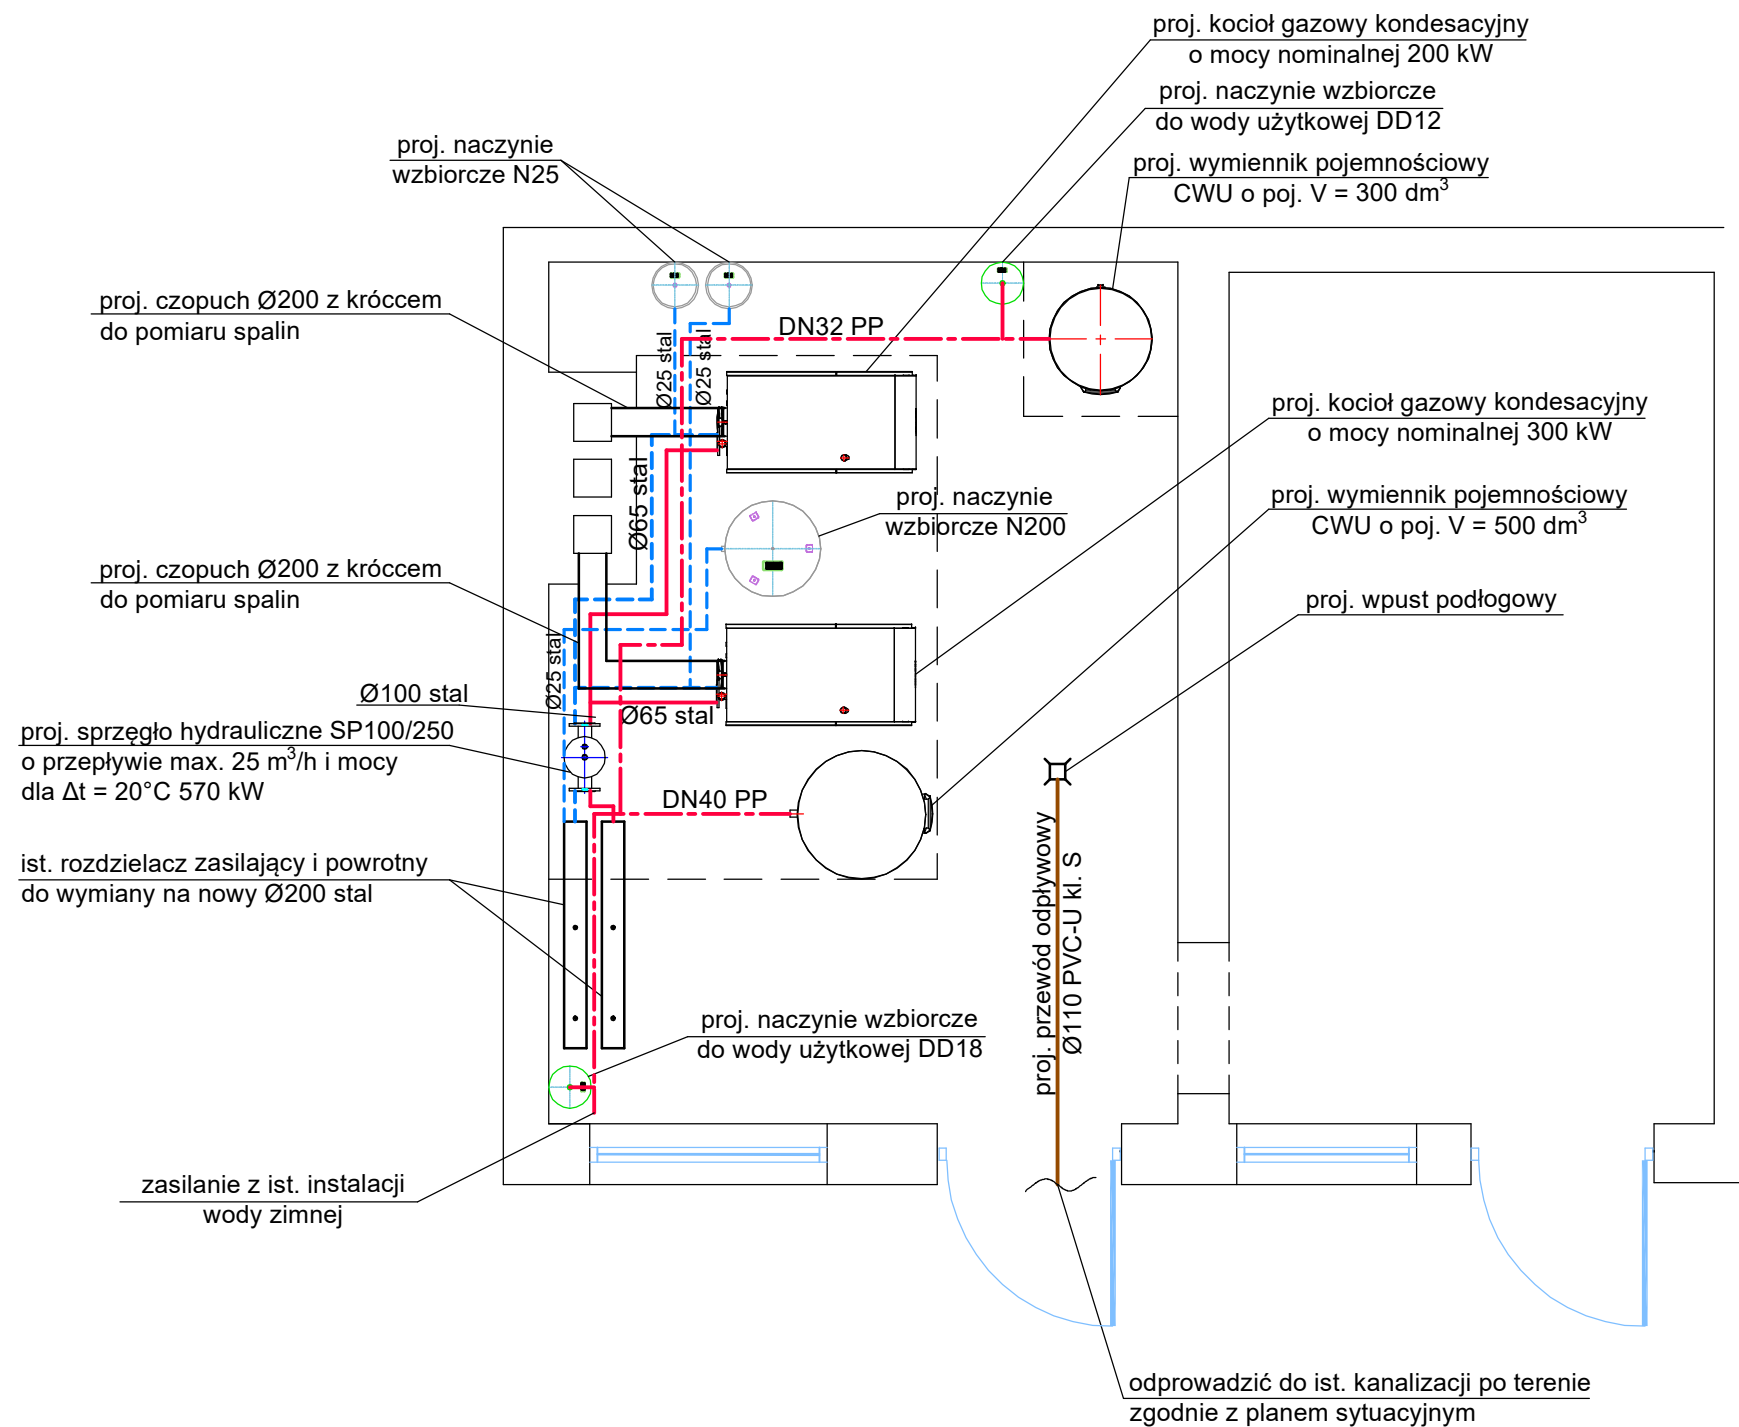 proj. kocioł gazowy kondesacyjny
o mocy nominalnej 200 kW
proj. naczynie wzbiorcze
do wody użytkowej DD12
proj. naczynie
wzbiorcze N25
proj. wymiennik pojemnościowy
CWU o poj. V = 300 dm³
proj. czopuch Ø200 z króccem
do pomiaru spalin
DN32 PP
Ø25 stal
Ø25 stal
proj. kocioł gazowy kondesacyjny
o mocy nominalnej 300 kW
Ø65 stal
proj. naczynie
wzbiorcze N200
proj. wymiennik pojemnościowy
CWU o poj. V = 500 dm³
proj. czopuch Ø200 z króccem
do pomiaru spalin
proj. wpust podłogowy
Ø25 stal
Ø100 stal
Ø65 stal
proj. sprzęgło hydrauliczne SP100/250
o przepływie max. 25 m³/h i mocy
dla Δt = 20°C 570 kW
DN40 PP
ist. rozdzielacz zasilający i powrotny
do wymiany na nowy Ø200 stal
proj. przewód odpływowy
Ø110 PVC-U kl. S
proj. naczynie wzbiorcze
do wody użytkowej DD18
zasilanie z ist. instalacji
wody zimnej
odprowadzić do ist. kanalizacji po terenie
zgodnie z planem sytuacyjnym